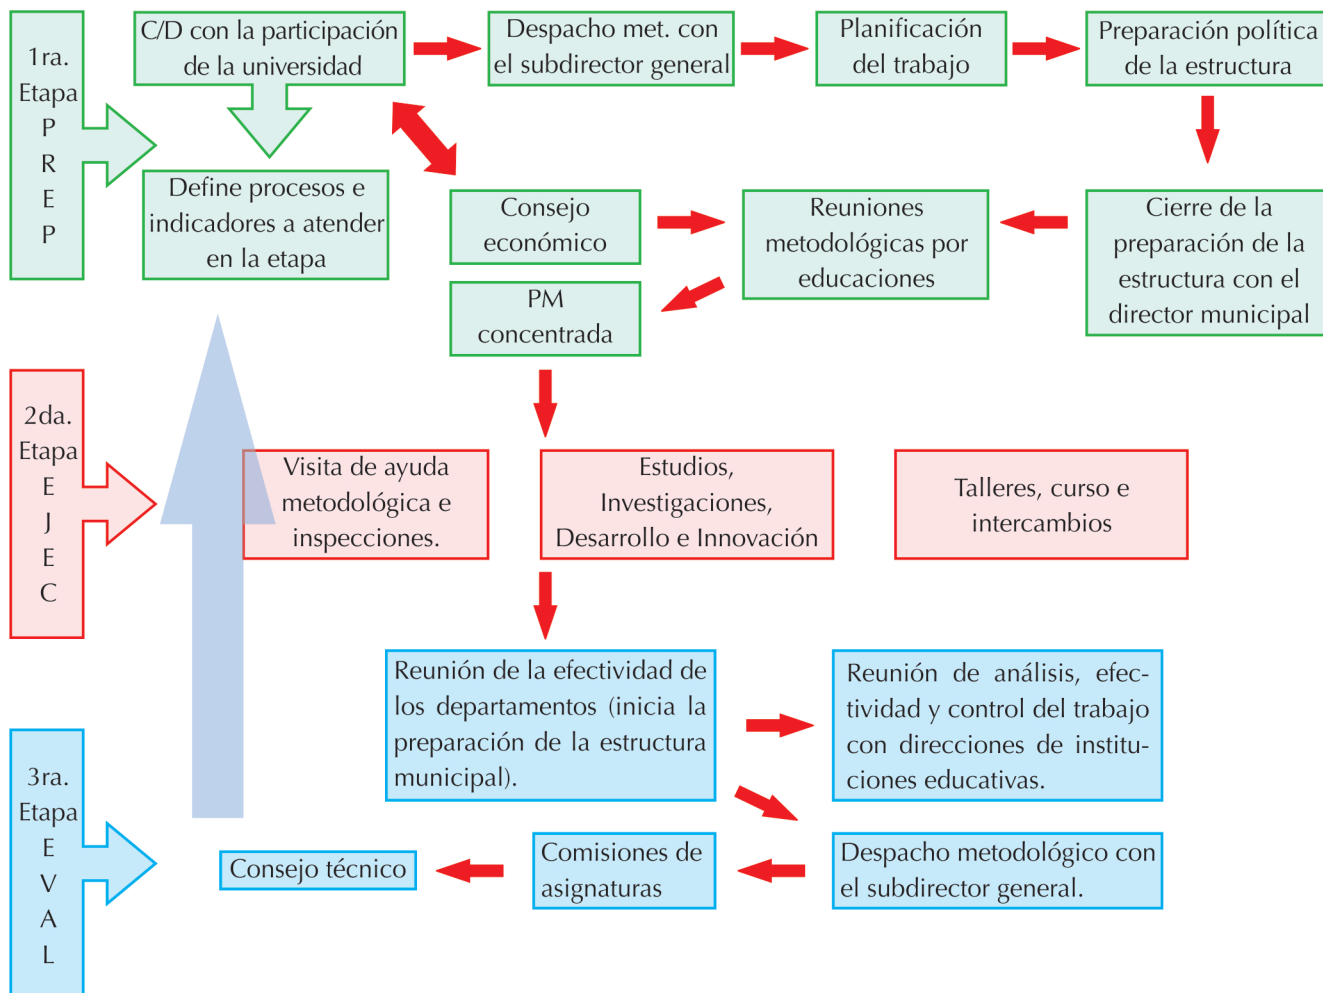 1ra.
Etapa
P
R
E
P
C/D con la participación
de la universidad
Despacho met. con
el subdirector general
Planificación
del trabajo
Preparación política
de la estructura
Define procesos e
indicadores a atender
en la etapa
Consejo
económico
Reuniones
metodológicas por
educaciones
Cierre de la
preparación de la
estructura con el
director municipal
PM
concentrada
2da.
Etapa
E
J
E
C
Visita de ayuda
metodológica e
inspecciones.
Estudios,
Investigaciones,
Desarrollo e Innovación
Talleres, curso e
intercambios
3ra.
Etapa
E
V
A
L
Reunión de la efectividad de
los departamentos (inicia la
preparación de la estructura
municipal).
Reunión de análisis, efec-
tividad y control del trabajo
con direcciones de institu-
ciones educativas.
Consejo técnico
Comisiones de
asignaturas
Despacho metodológico con
el subdirector general.